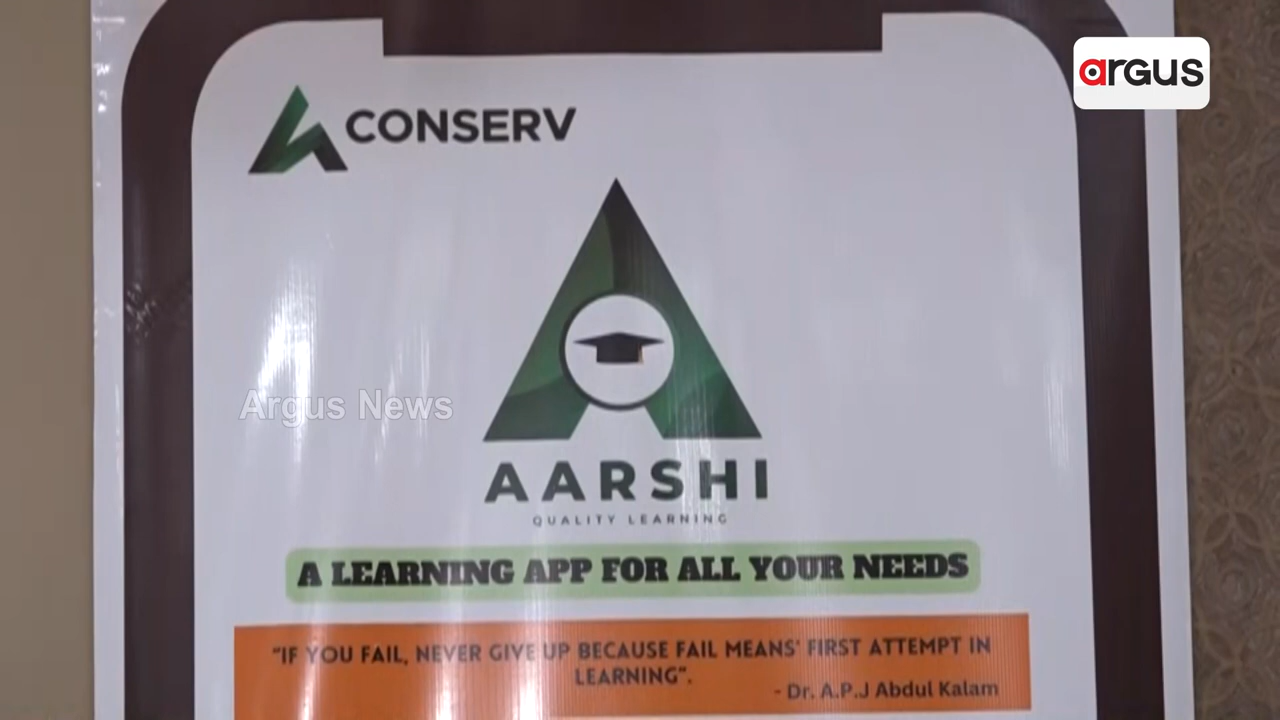 argus
CONSERV
Argus News
AARSHI
QUALITY LEARNING
A LEARNING APP FOR ALL YOUR NEEDS
"IF YOU FAIL, NEVER GIVE UP BECAUSE FAIL MEANS' FIRST ATTEMPT IN
LEARNING".
- Dr. A.P.J Abdul Kalam